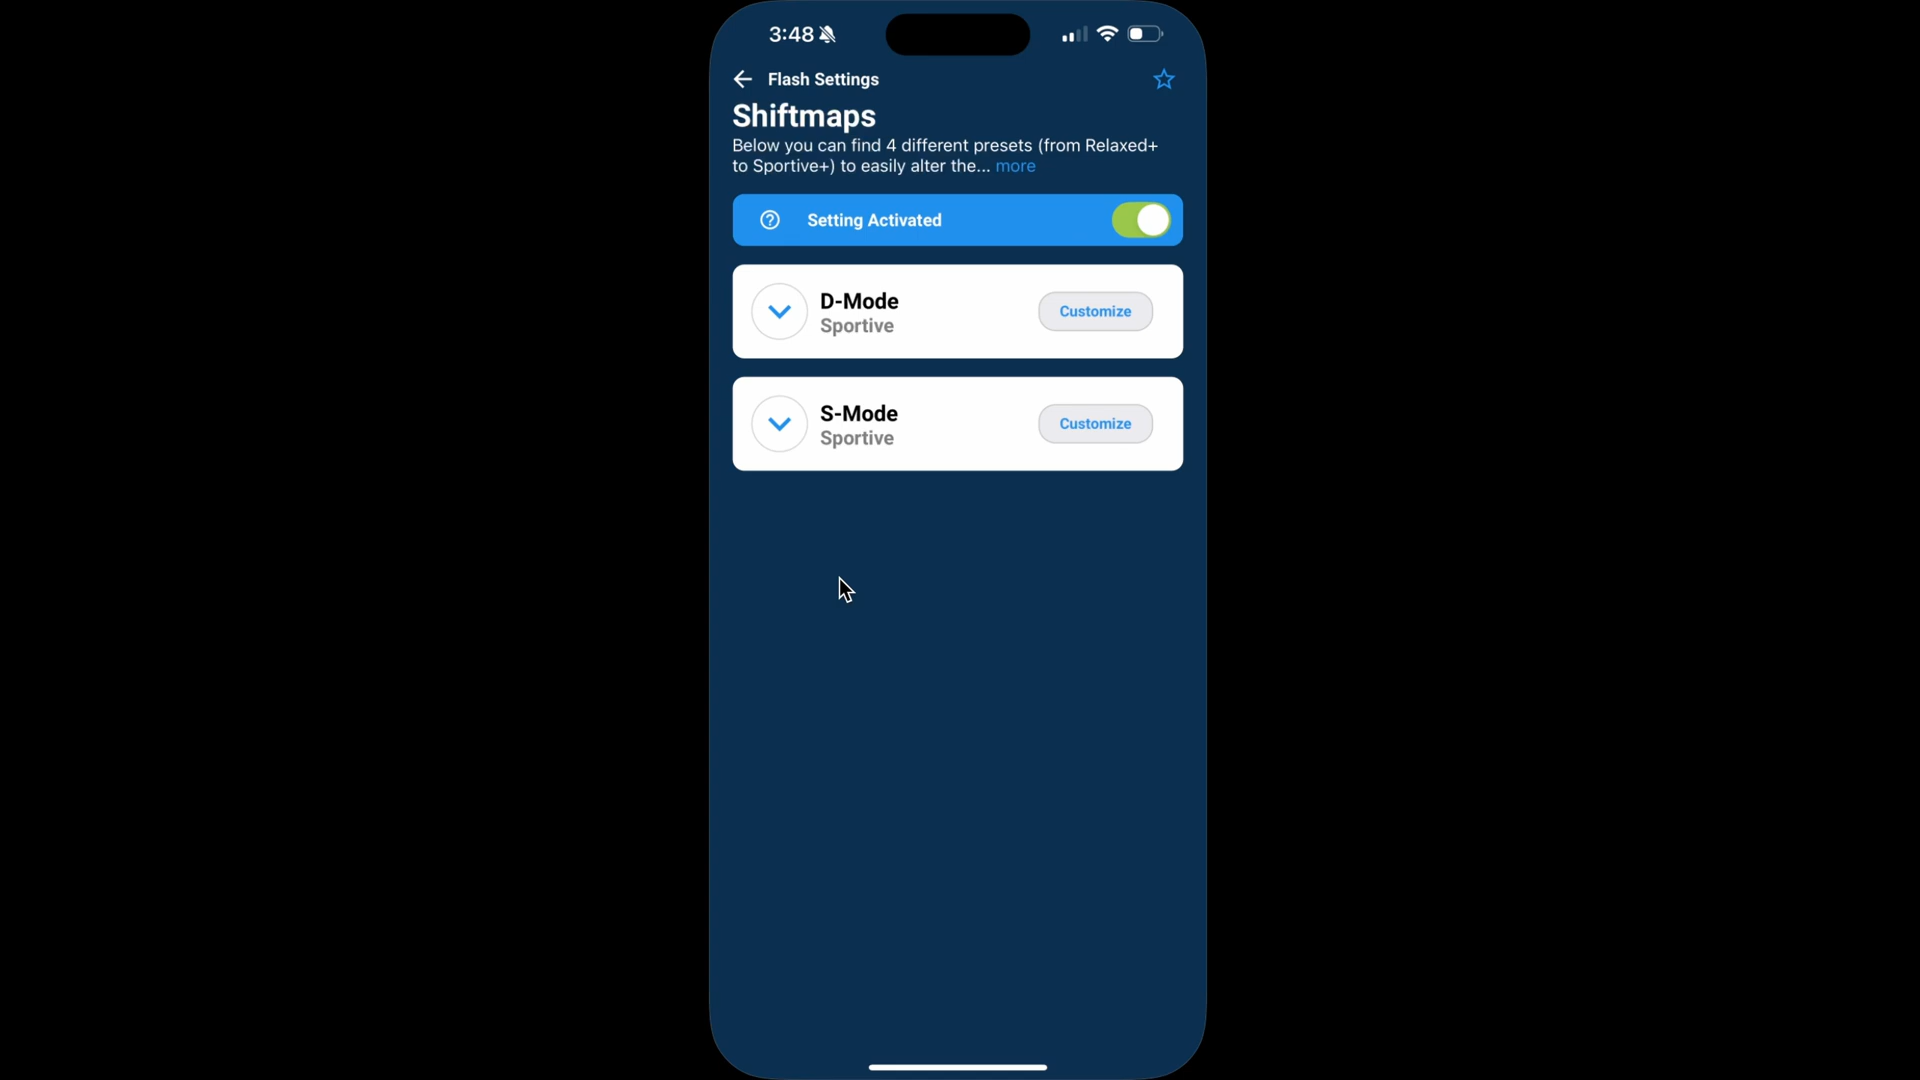 3:48
Flash Settings
Shiftmaps
Below you can find 4 different presets (from Relaxed+
to Sportive+) to easily alter the... more
Setting Activated
D-Mode
Sportive
Customize
S-Mode
Sportive
Customize